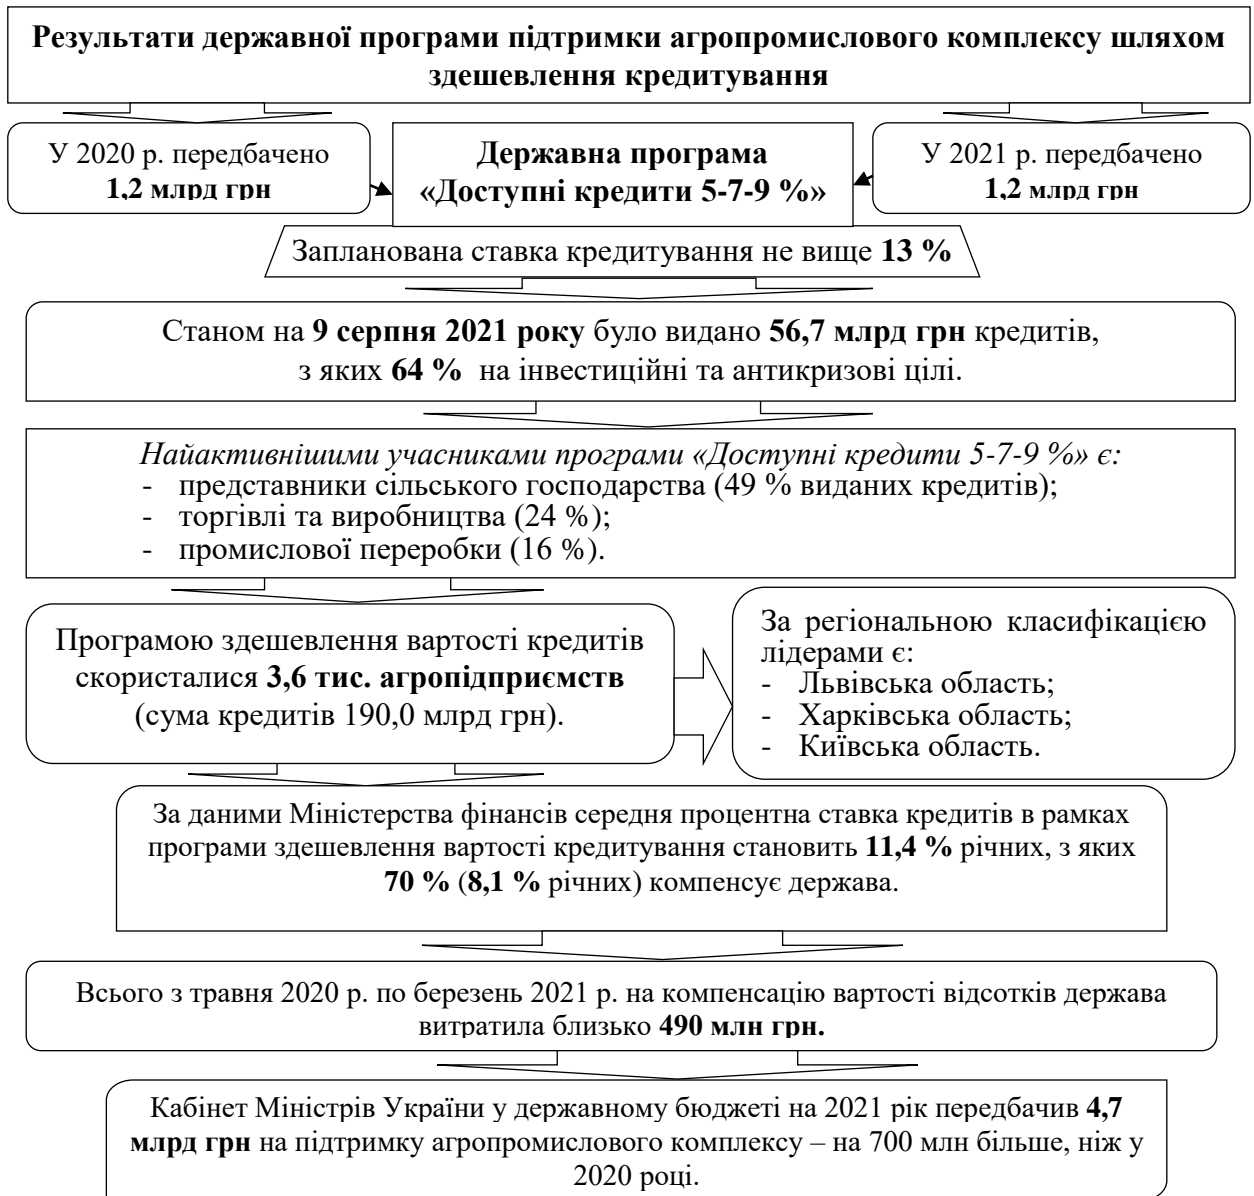 Результати державної програми підтримки агропромислового комплексу шляхом
здешевлення кредитування
У 2020 р. передбачено
1,2 млрд грн
Державна програма
«Доступні кредити 5-7-9 %»
У 2021 р. передбачено
1,2 млрд грн
Запланована ставка кредитування не вище 13 %
Станом на 9 серпня 2021 року було видано 56,7 млрд грн кредитів,
з яких 64 % на інвестиційні та антикризові цілі.
Найактивнішими учасниками програми «Доступні кредити 5-7-9 %» є:
- представники сільського господарства (49 % виданих кредитів);
- торгівлі та виробництва (24 %);
- промислової переробки (16 %).
Програмою здешевлення вартості кредитів
скористалися 3,6 тис. агропідприємств
(сума кредитів 190,0 млрд грн).
За регіональною класифікацією
лідерами є:
- Львівська область;
- Харківська область;
- Київська область.
За даними Міністерства фінансів середня процентна ставка кредитів в рамках
програми здешевлення вартості кредитування становить 11,4 % річних, з яких
70 % (8,1 % річних) компенсує держава.
Всього з травня 2020 р. по березень 2021 р. на компенсацію вартості відсотків держава
витратила близько 490 млн грн.
Кабінет Міністрів України у державному бюджеті на 2021 рік передбачив 4,7
млрд грн на підтримку агропромислового комплексу – на 700 млн більше, ніж у
2020 році.